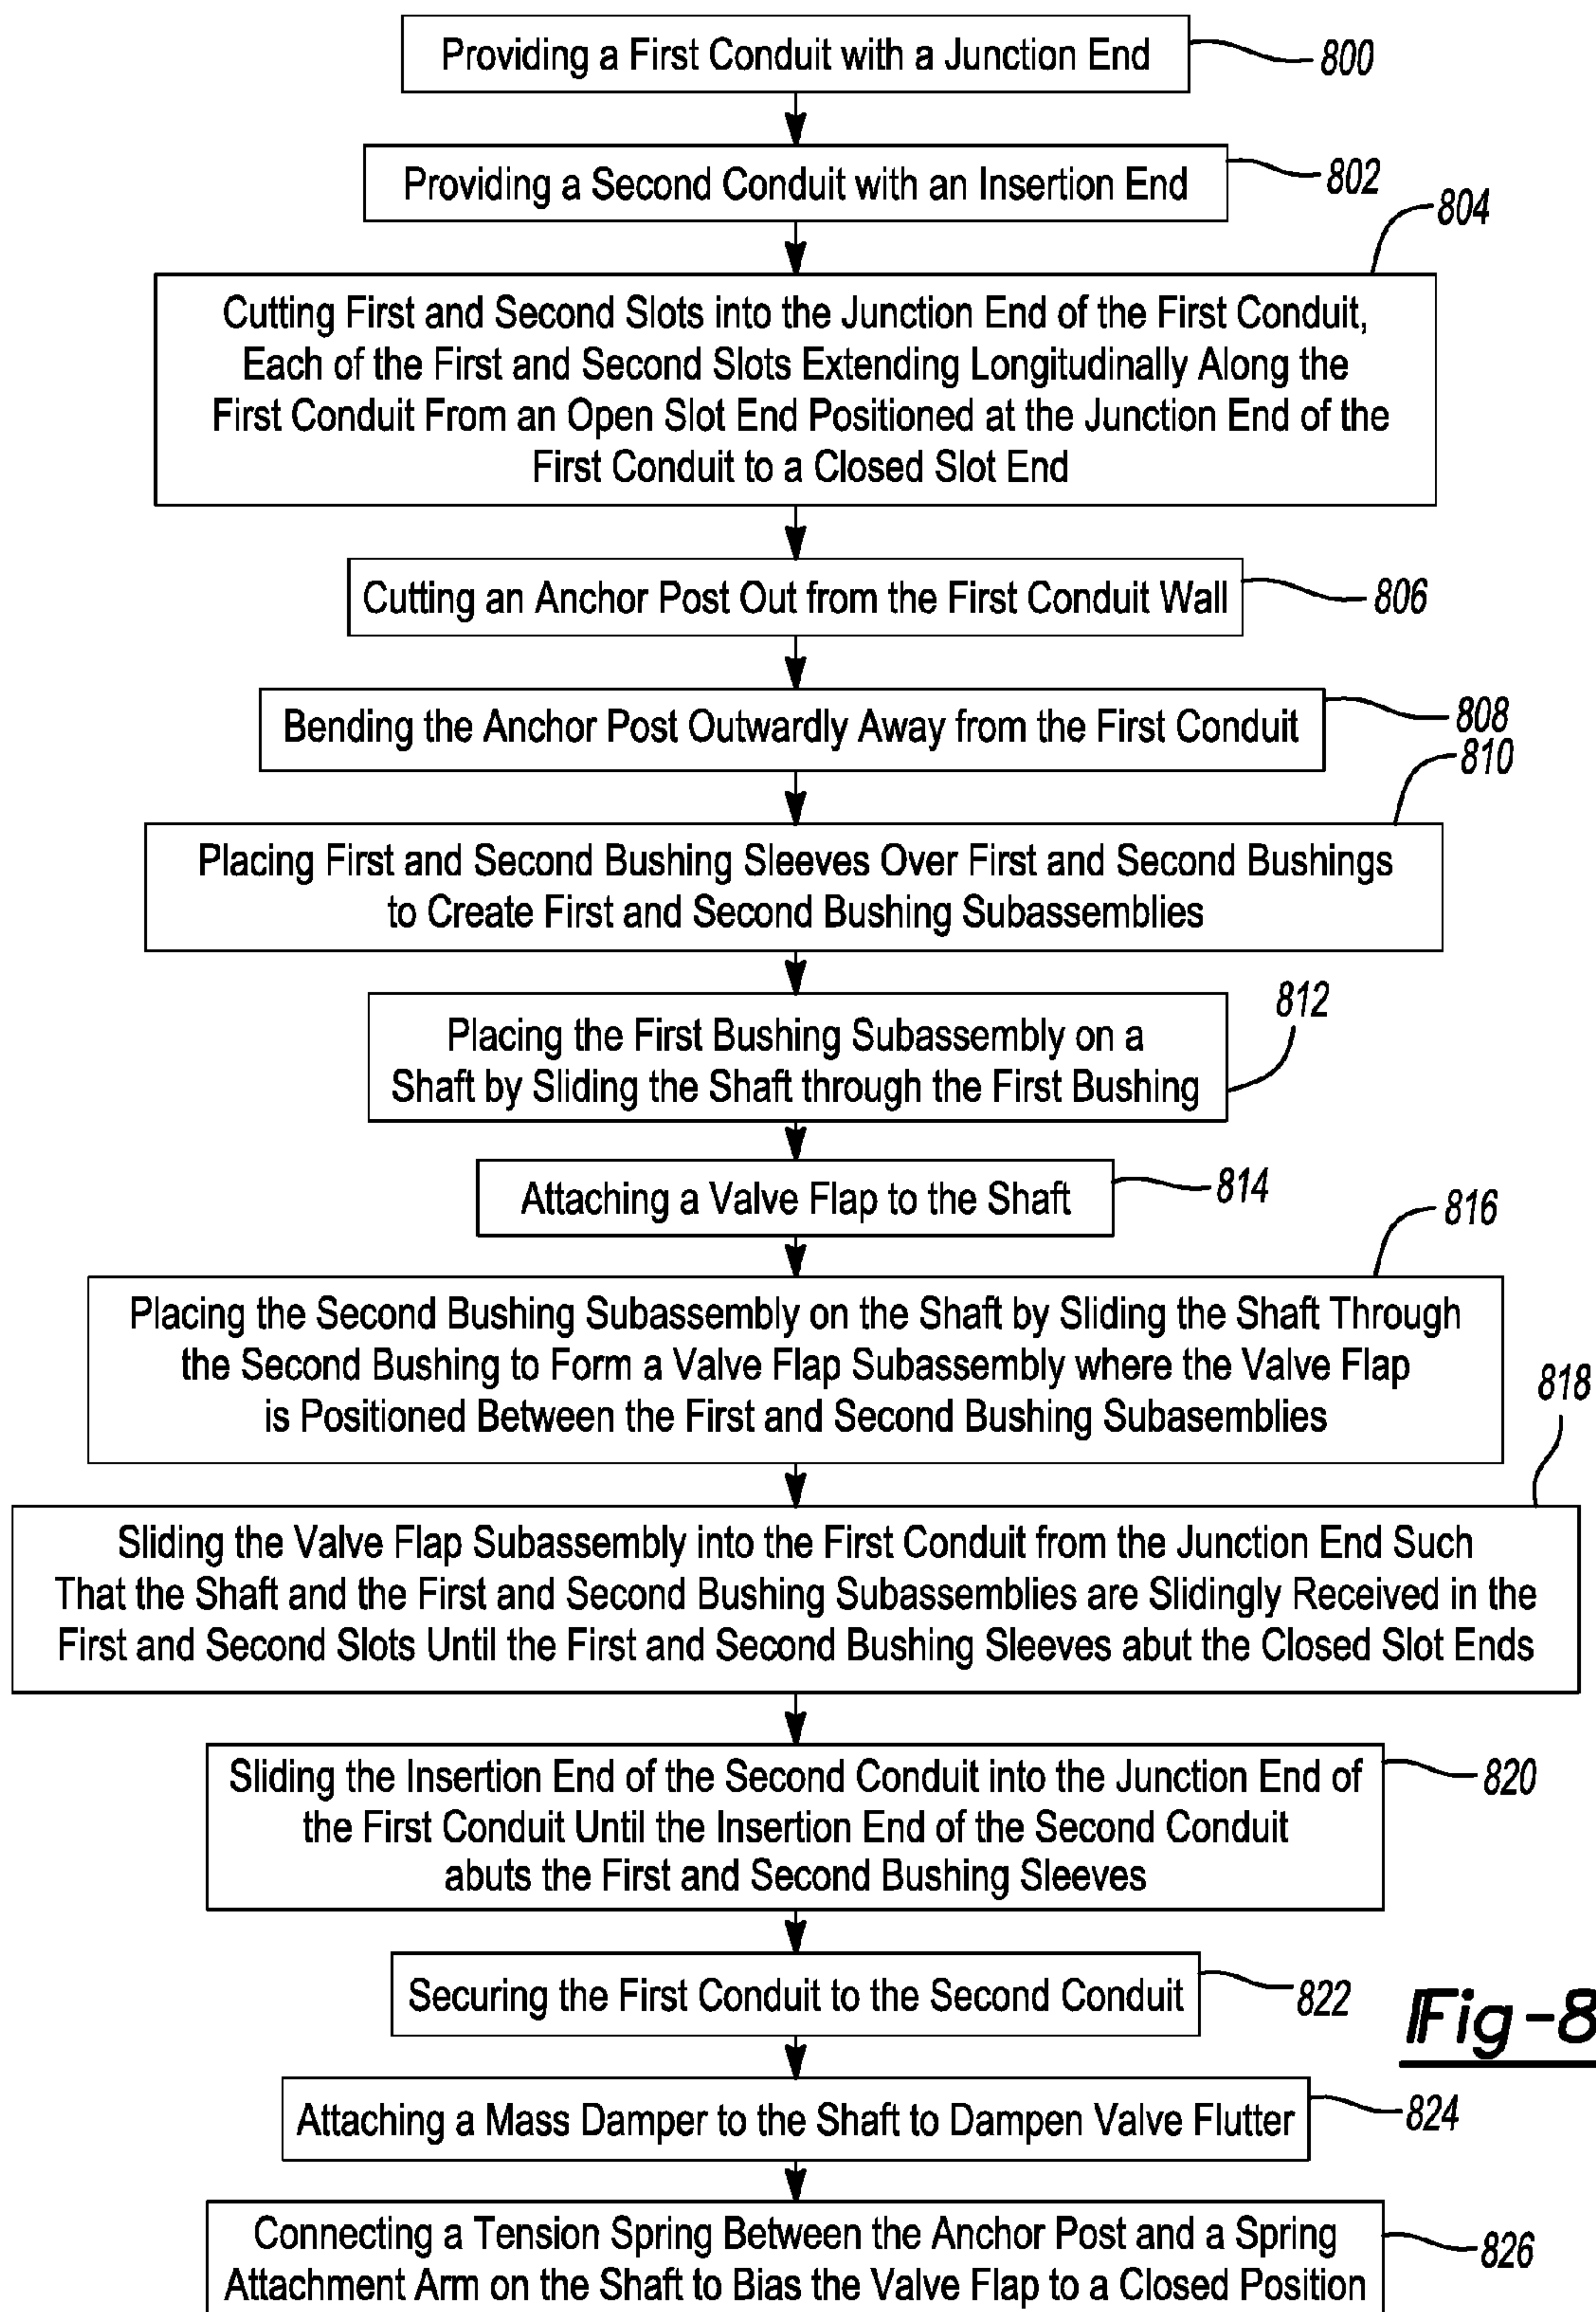 Providing a First Conduit with a Junction End
800
Providing a Second Conduit with an Insertion End
802
804
Cutting First and Second Slots into the Junction End of the First Conduit,
Each of the First and Second Slots Extending Longitudinally Along the
First Conduit From an Open Slot End Positioned at the Junction End of the
First Conduit to a Closed Slot End
Cutting an Anchor Post Out from the First Conduit Wall
806
Bending the Anchor Post Outwardly Away from the First Conduit
808
810
Placing First and Second Bushing Sleeves Over First and Second Bushings
to Create First and Second Bushing Subassemblies
812
Placing the First Bushing Subassembly on a
Shaft by Sliding the Shaft through the First Bushing
Attaching a Valve Flap to the Shaft
814
816
Placing the Second Bushing Subassembly on the Shaft by Sliding the Shaft Through
the Second Bushing to Form a Valve Flap Subassembly where the Valve Flap
is Positioned Between the First and Second Bushing Subasemblies
818
Sliding the Valve Flap Subassembly into the First Conduit from the Junction End Such
That the Shaft and the First and Second Bushing Subassemblies are Slidingly Received in the
First and Second Slots Until the First and Second Bushing Sleeves abut the Closed Slot Ends
Sliding the Insertion End of the Second Conduit into the Junction End of
the First Conduit Until the Insertion End of the Second Conduit
abuts the First and Second Bushing Sleeves
820
Securing the First Conduit to the Second Conduit
822
Fig-8
Attaching a Mass Damper to the Shaft to Dampen Valve Flutter
824
Connecting a Tension Spring Between the Anchor Post and a Spring
Attachment Arm on the Shaft to Bias the Valve Flap to a Closed Position
826